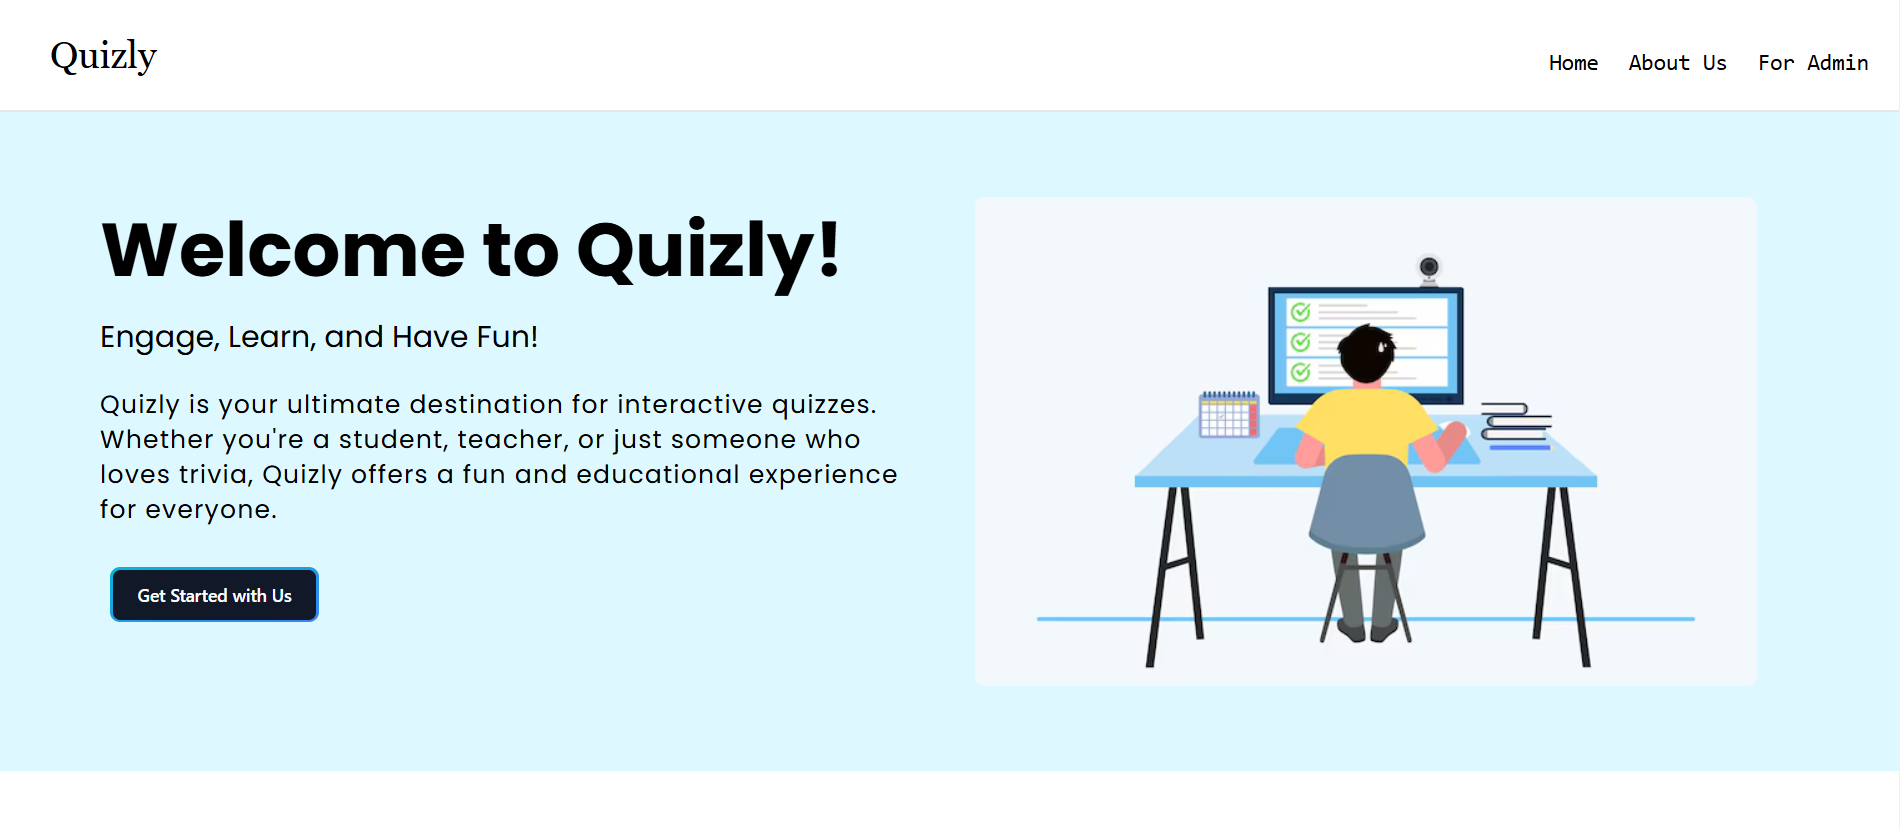 Quizly
Home About Us For Admin
Welcome to Quizly!
Engage, Learn, and Have Fun!
Quizly is your ultimate destination for interactive quizzes.
Whether you're a student, teacher, or just someone who
loves trivia, Quizly offers a fun and educational experience
for everyone.
Get Started with Us